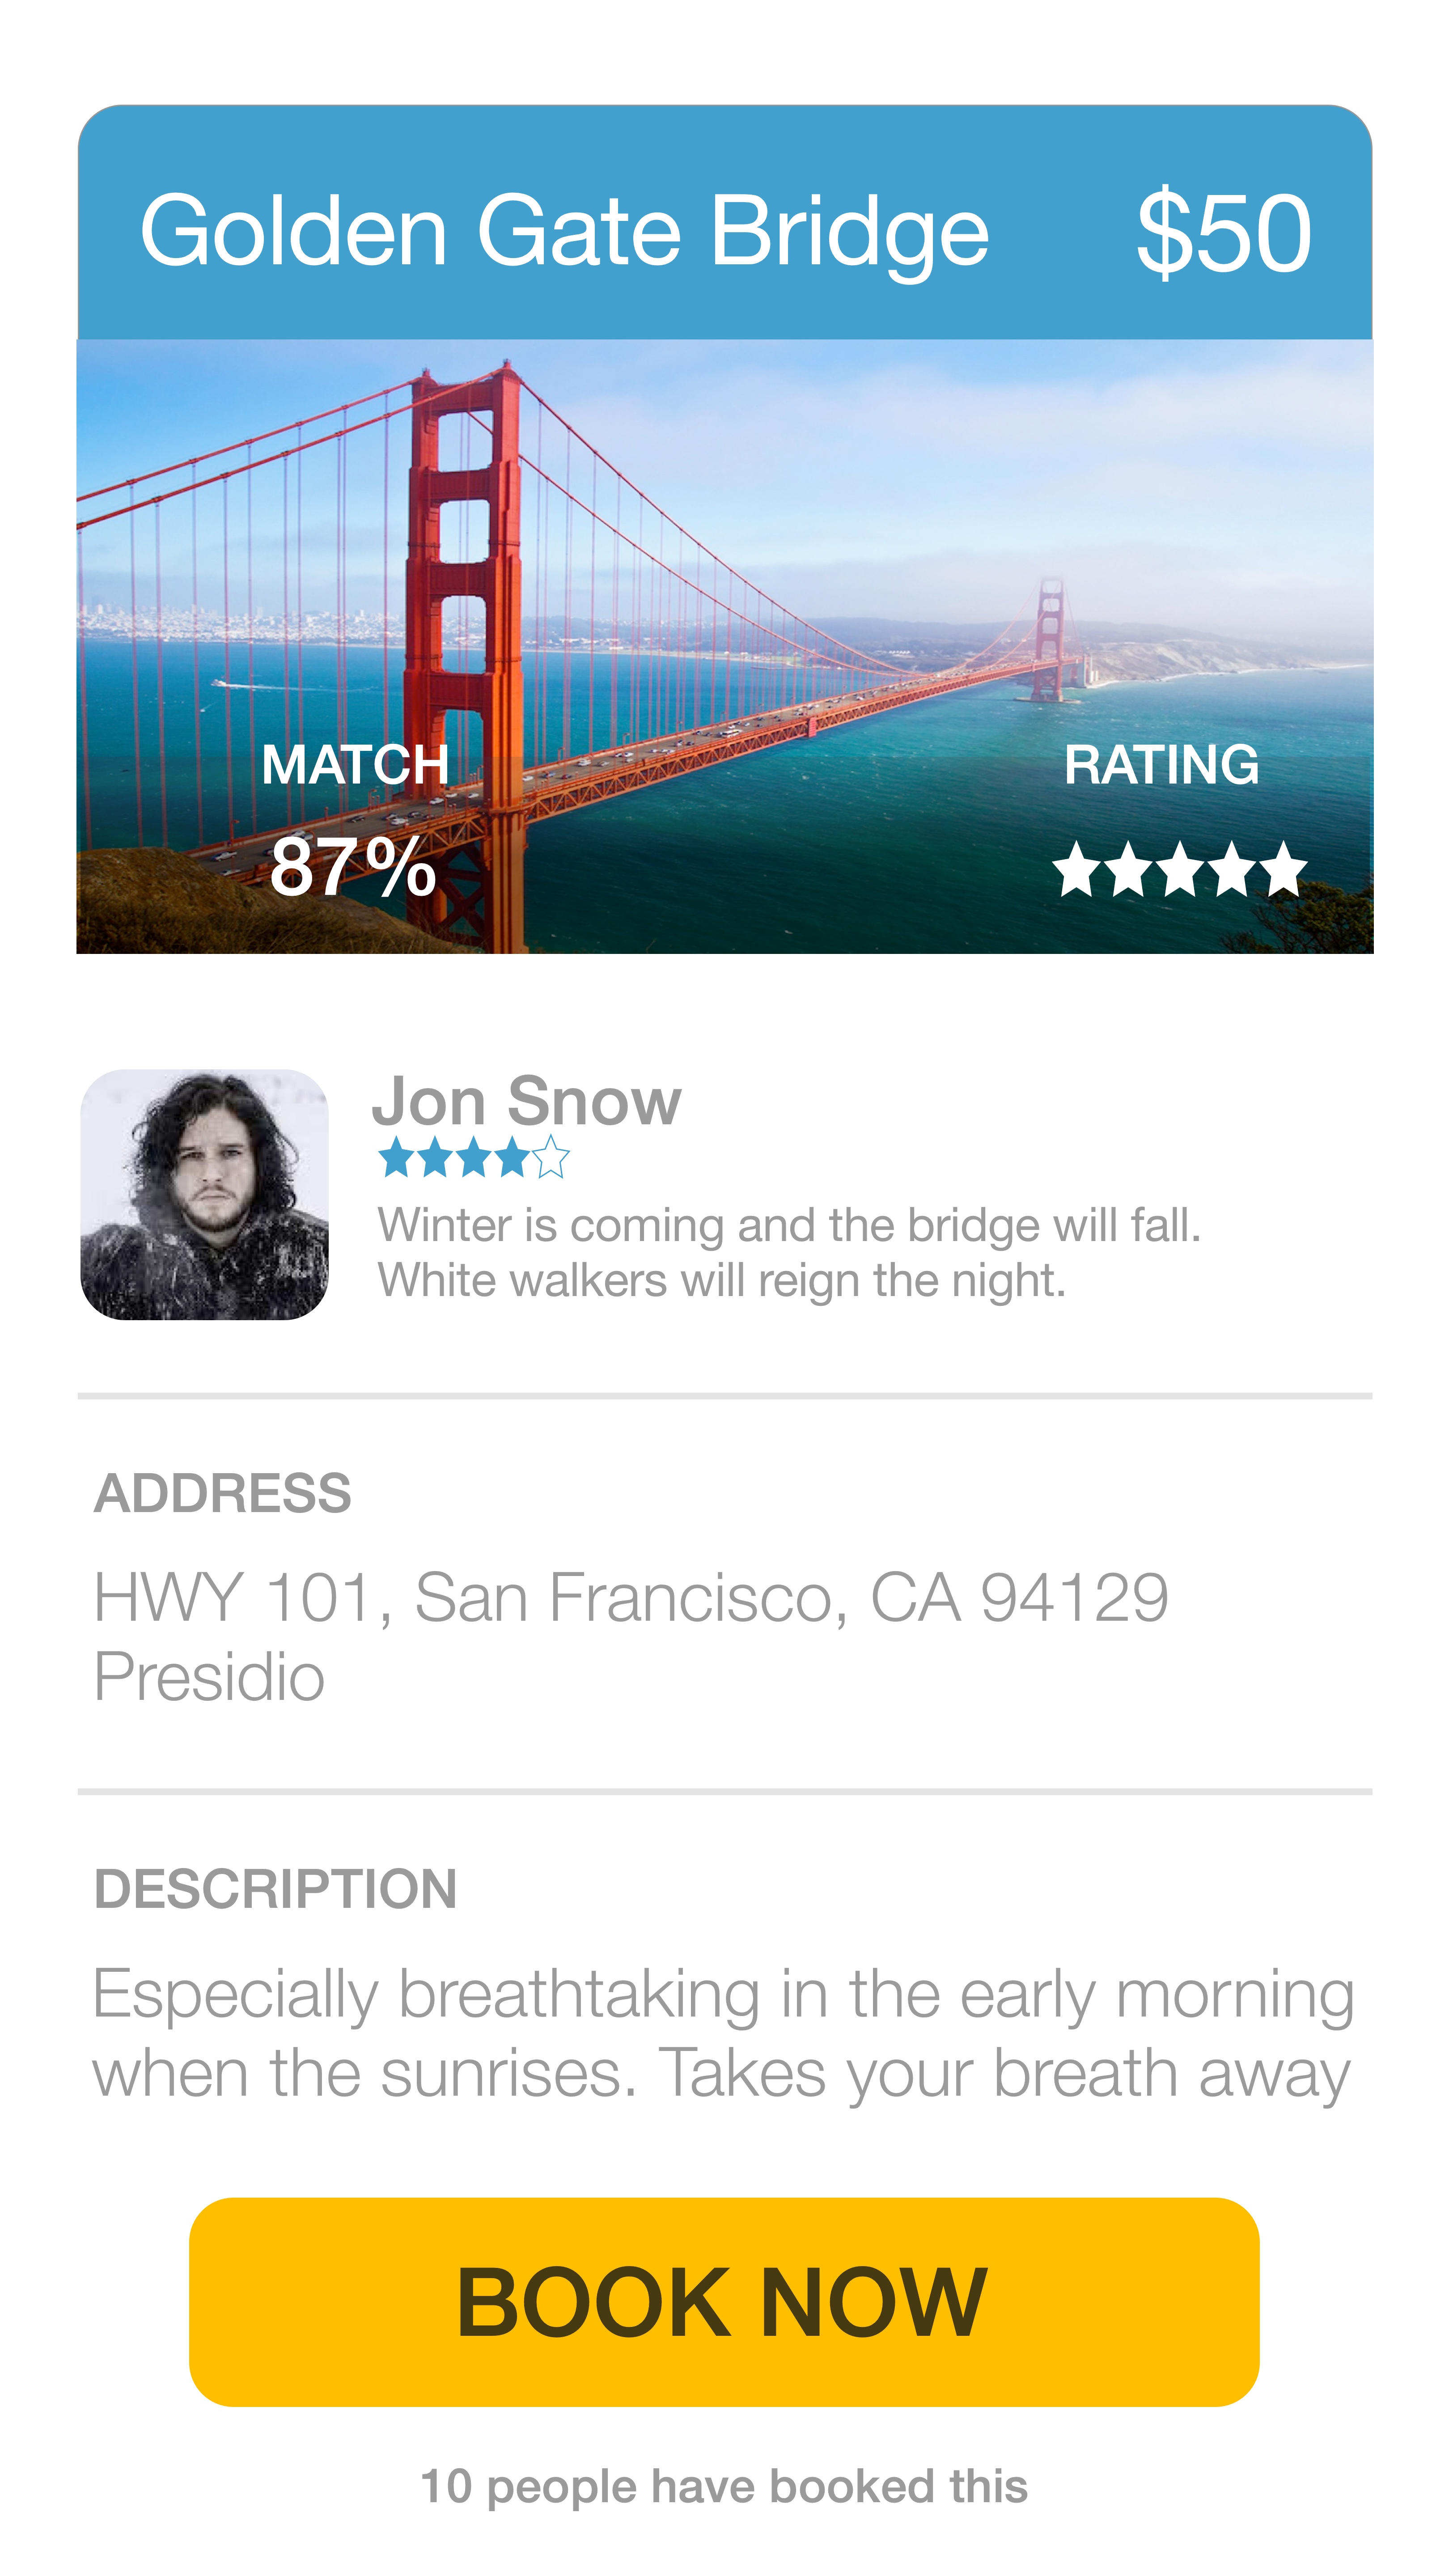 Golden Gate Bridge $50
MATCH RATING
87%
Jon Snow
Winter is coming and the bridge will fall.
White walkers will reign the night.
ADDRESS
HWY 101, San Francisco, CA 94129
Presidio
DESCRIPTION
Especially breathtaking in the early morning
when the sunrises. Takes your breath away
BOOK NOW
10 people have booked this